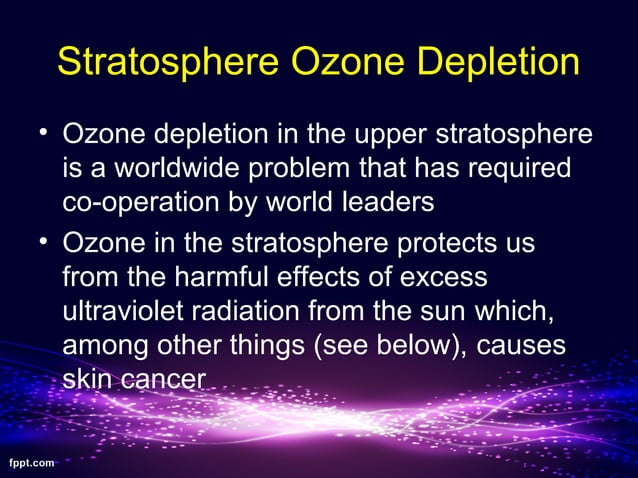 Stratosphere Ozone Depletion
• Ozone depletion in the upper stratosphere
is a worldwide problem that has required
co-operation by world leaders
• Ozone in the stratosphere protects us
from the harmful effects of excess
ultraviolet radiation from the sun which,
among other things (see below), causes
skin cancer
fppt.com